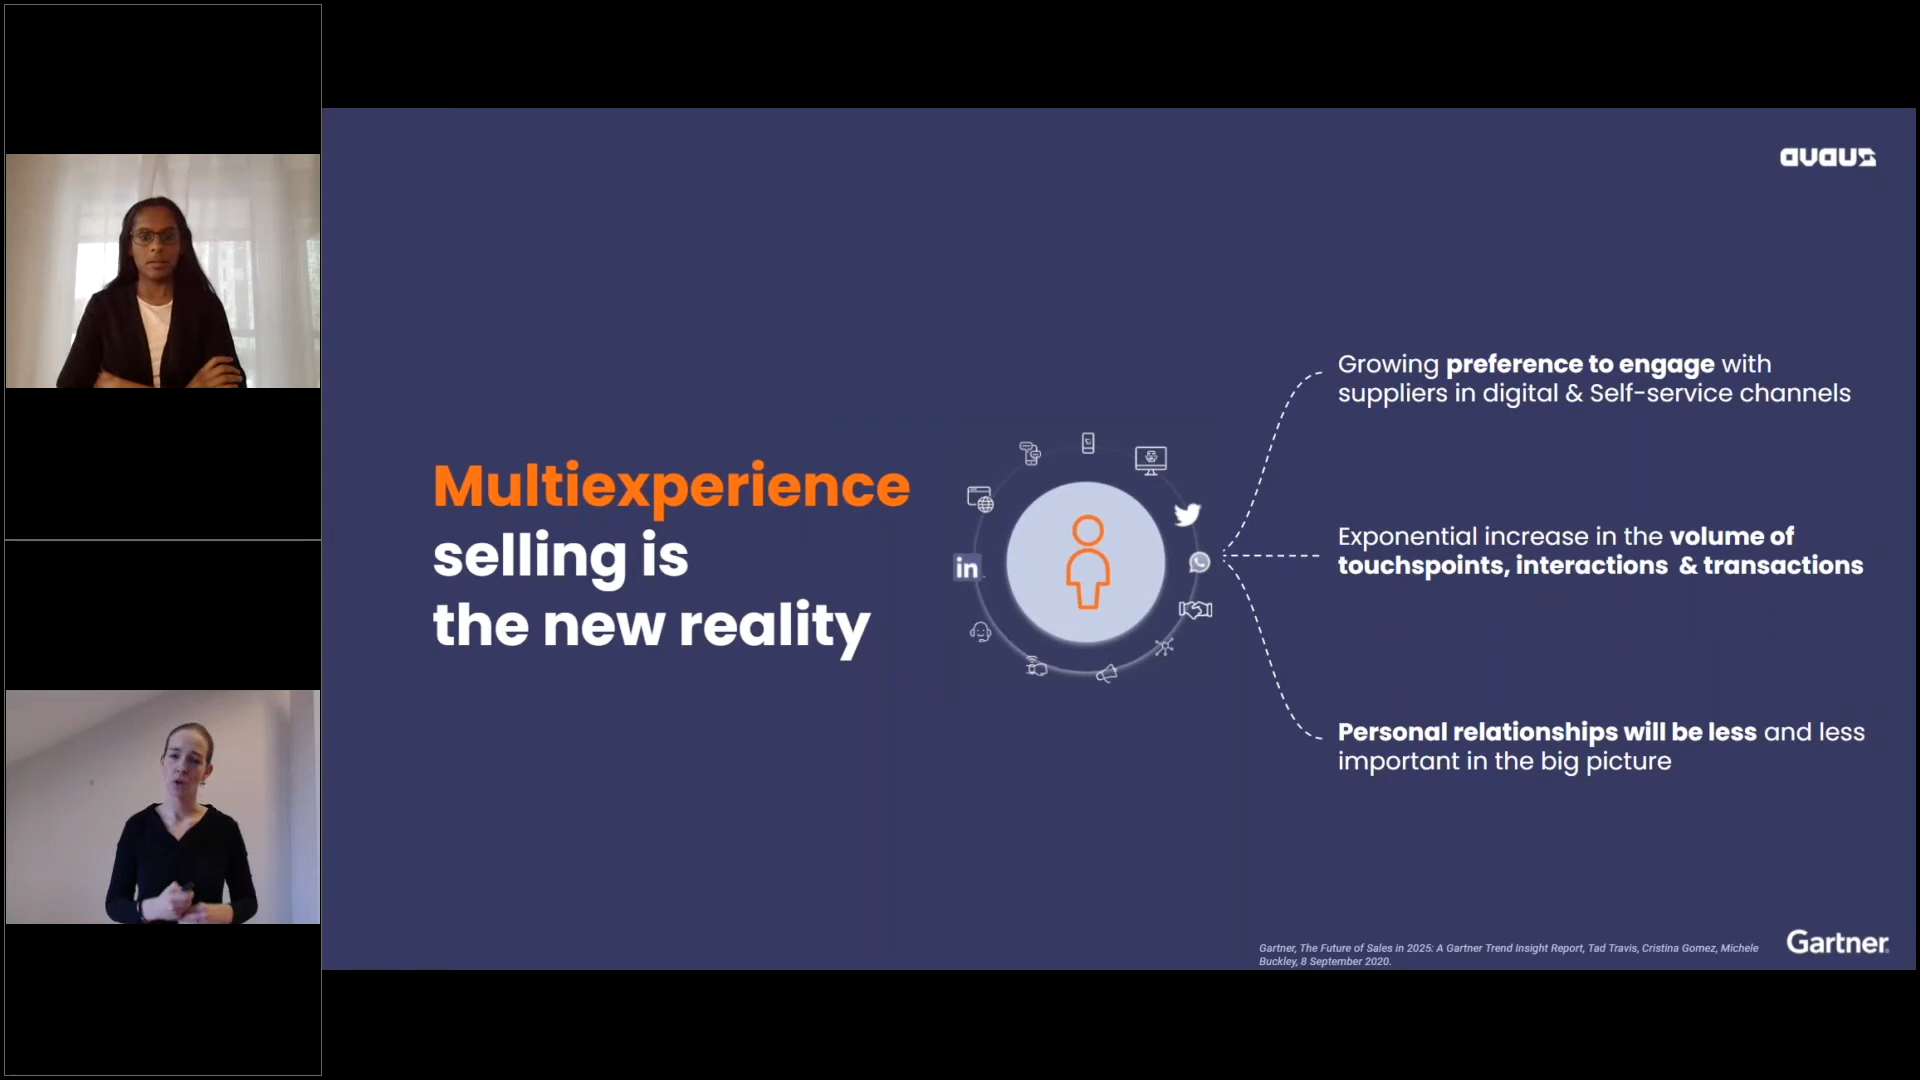 avaus
Multiexperience
selling is
the new reality
in
Growing preference to engage with
suppliers in digital & Self-service channels
Exponential increase in the volume of
touchspoints, interactions & transactions
Personal relationships will be less and less
important in the big picture
Gartner, The Future of Sales in 2025: A Gartner Trend Insight Report, Tad Travis, Cristina Gomez, Michele
Buckley, 8 September 2020.
Gartner